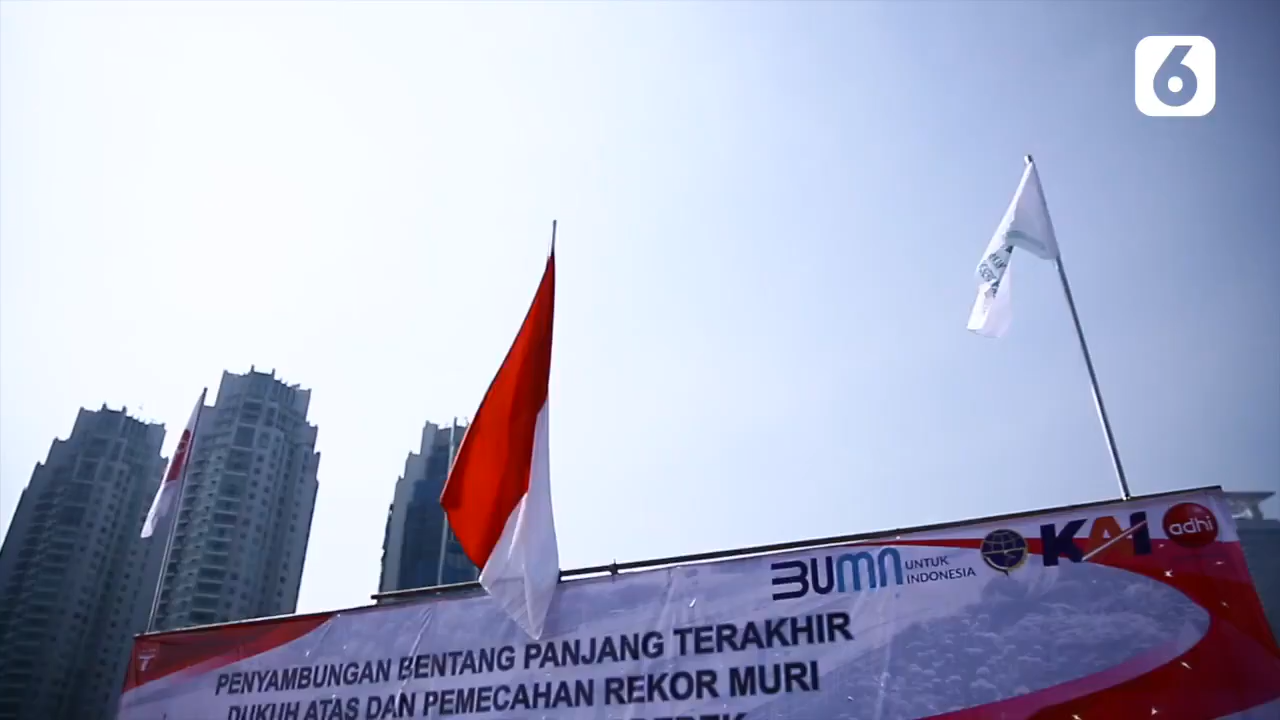 6
BUMN UNTUK INDONESIA
KAI
adhi
PENYAMBUNGAN BENTANG PANJANG TERAKHIR
DUKUH ATAS DAN PEMECAHAN REKOR MURI